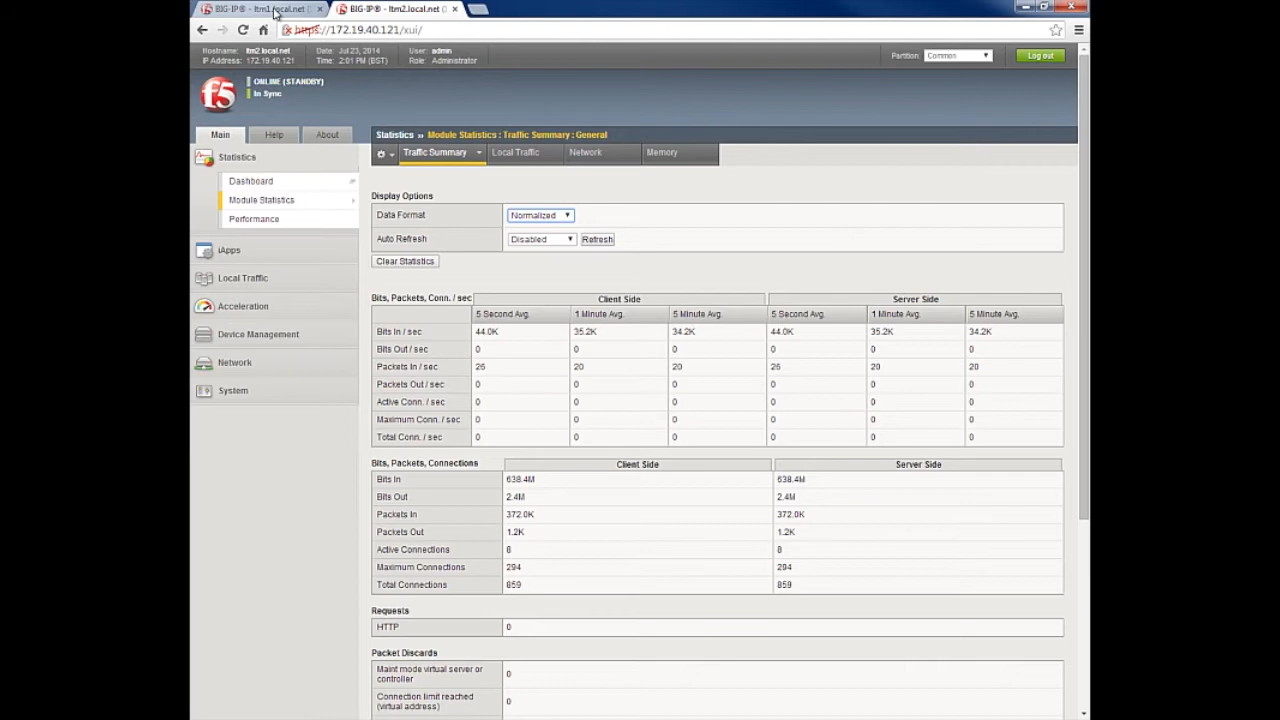 BIG-IP® - ltm1.local.net (
BIG-IP® - ltm2.local.net (
https://172.19.40.121/xui/
Hostname: ltm2.local.net Date: Jul 23, 2014 User: admin
IP Address: 172.19.40.121 Time: 2:01 PM (BST) Role: Administrator
Partition: Common Log out
f5
ONLINE (STANDBY)
In Sync
Main Help About
Statistics
Dashboard
Module Statistics
Performance
iApps
Local Traffic
Acceleration
Device Management
Network
System
Statistics » Module Statistics : Traffic Summary : General
Traffic Summary Local Traffic Network Memory
Display Options
Data Format Normalized
Auto Refresh Disabled Refresh
Clear Statistics
Bits, Packets, Conn. / sec Client Side Server Side
5 Second Avg. 1 Minute Avg. 5 Minute Avg. 5 Second Avg. 1 Minute Avg. 5 Minute Avg.
Bits In / sec 44.0K 35.2K 34.2K 44.0K 35.2K 34.2K
Bits Out / sec 0 0 0 0 0 0
Packets In / sec 26 20 20 26 20 20
Packets Out / sec 0 0 0 0 0 0
Active Conn. / sec 0 0 0 0 0 0
Maximum Conn. / sec 0 0 0 0 0 0
Total Conn. / sec 0 0 0 0 0 0
Bits, Packets, Connections Client Side Server Side
Bits In 638.4M 638.4M
Bits Out 2.4M 2.4M
Packets In 372.0K 372.0K
Packets Out 1.2K 1.2K
Active Connections 8 8
Maximum Connections 294 294
Total Connections 859 859
Requests
HTTP 0
Packet Discards
Maint mode virtual server or
controller 0
Connection limit reached
(virtual address) 0